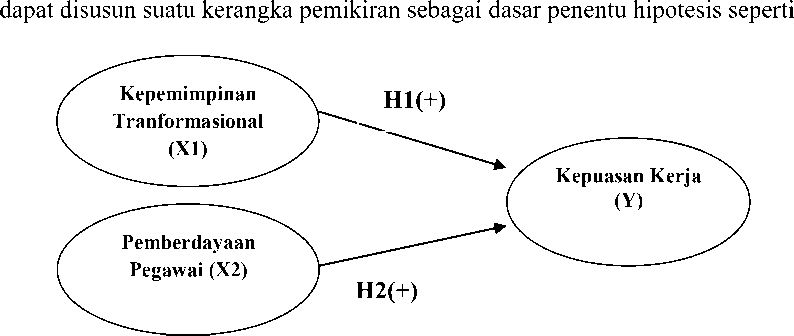 dapat disusun suatu kerangka pemikiran sebagai dasar penentu hipotesis seperti
Kepemimpinan
Tranformasional
(X1)
H1(+)
Kepuasan Kerja
(Y)
Pemberdayaan
Pegawai (X2)
H2(+)